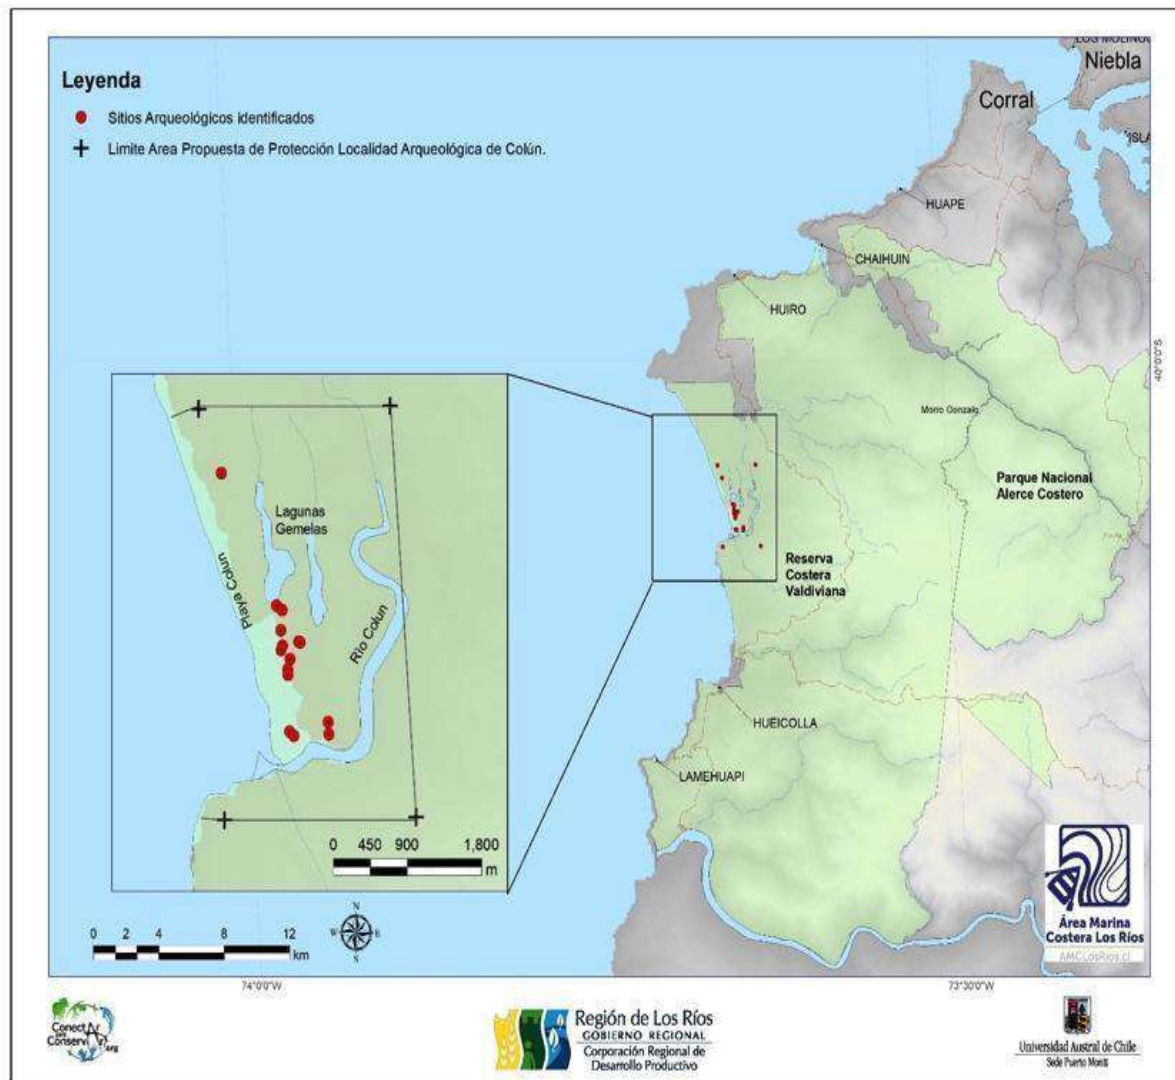 Leyenda
Sitios Arqueológicos identificados
Limite Area Propuesta de Protección Localidad Arqueológica de Colún.
Niebla
Corral
HUAPE
CHAIHUIN
HUIRO
40°0'0"S
Morro Gonzalo
Parque Nacional
Alerce Costero
Reserva
Costera
Valdiviana
HUEICOLLA
LAMEHUAPI
Lagunas
Gemelas
Playa Colun
Río Colun
0 450 900 1,800
m
0 2 4 8 12
km
N
W E
S
74°0'0"W
73°30'0"W
Área Marina
Costera Los Ríos
AMCLosRios.cl
Región de Los Ríos
GOBIERNO REGIONAL
Corporación Regional de
Desarrollo Productivo
Universidad Austral de Chile
Sede Puerto Montt